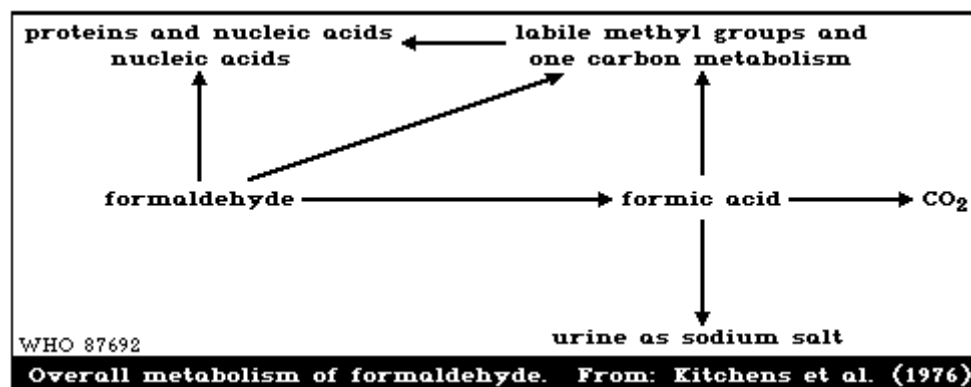 proteins and nucleic acids
nucleic acids
labile methyl groups and
one carbon metabolism
formaldehyde
formic acid
CO₂
urine as sodium salt
WHO 87692
Overall metabolism of formaldehyde. From: Kitchens et al. (1976)